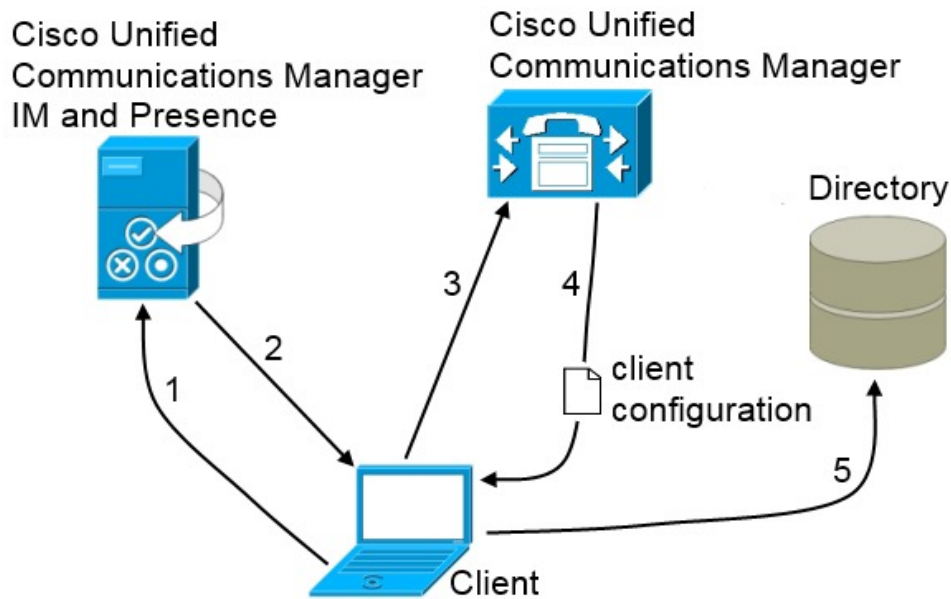 Cisco Unified
Communications Manager
IM and Presence
Cisco Unified
Communications Manager
Directory
3
4
2
1
client
configuration
5
Client